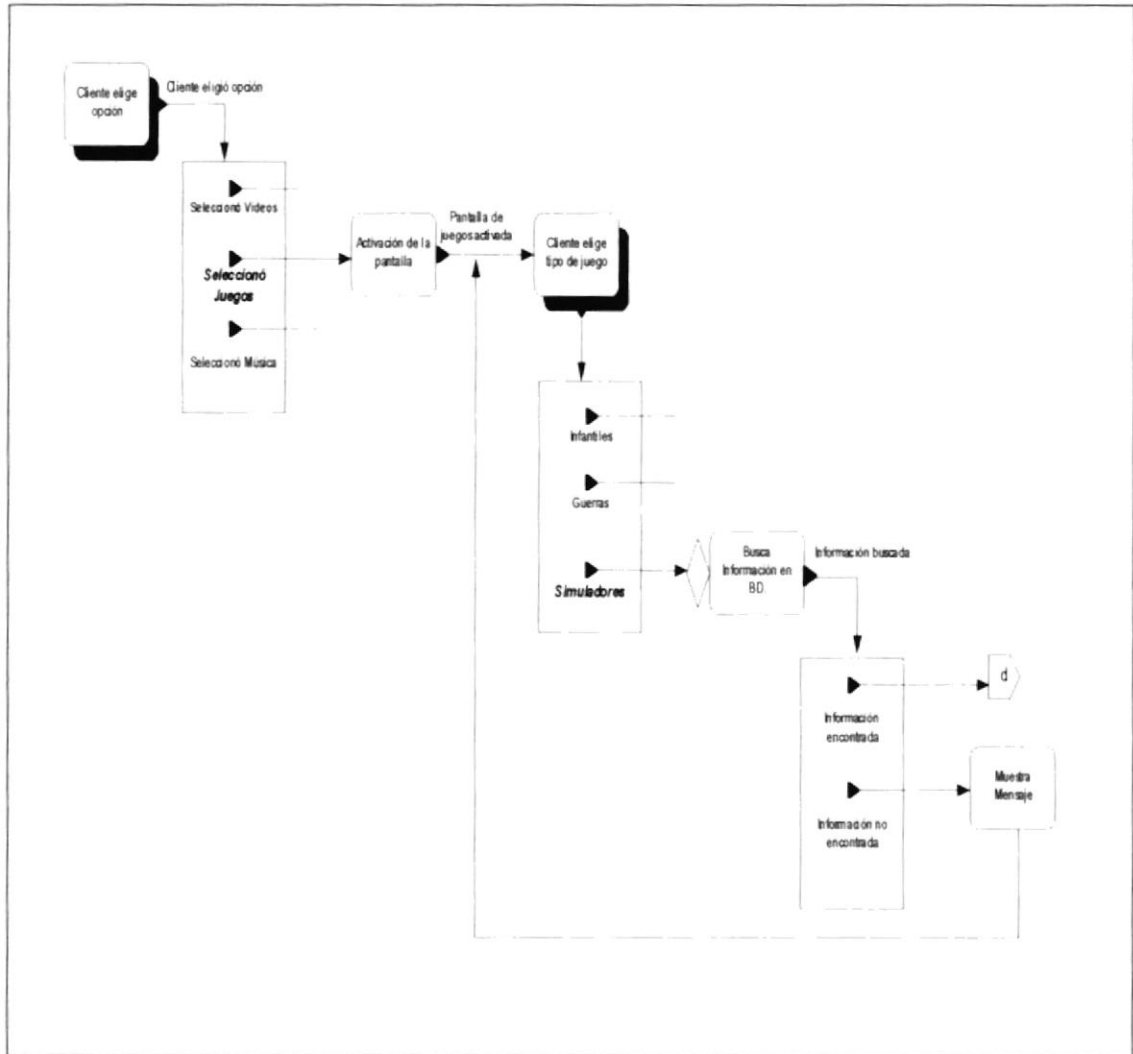 Cliente elige
opción
Cliente eligió opción
Seleccionó Videos
Seleccionó
Juegos
Seleccionó Música
Activación de la
pantalla
Pantalla de
juegos activada
Cliente elige
tipo de juego
Infantiles
Guerras
Simuladores
Busca
Información en
BD.
Información buscada
Información
encontrada
d
Información no
encontrada
Muestra
Mensaje